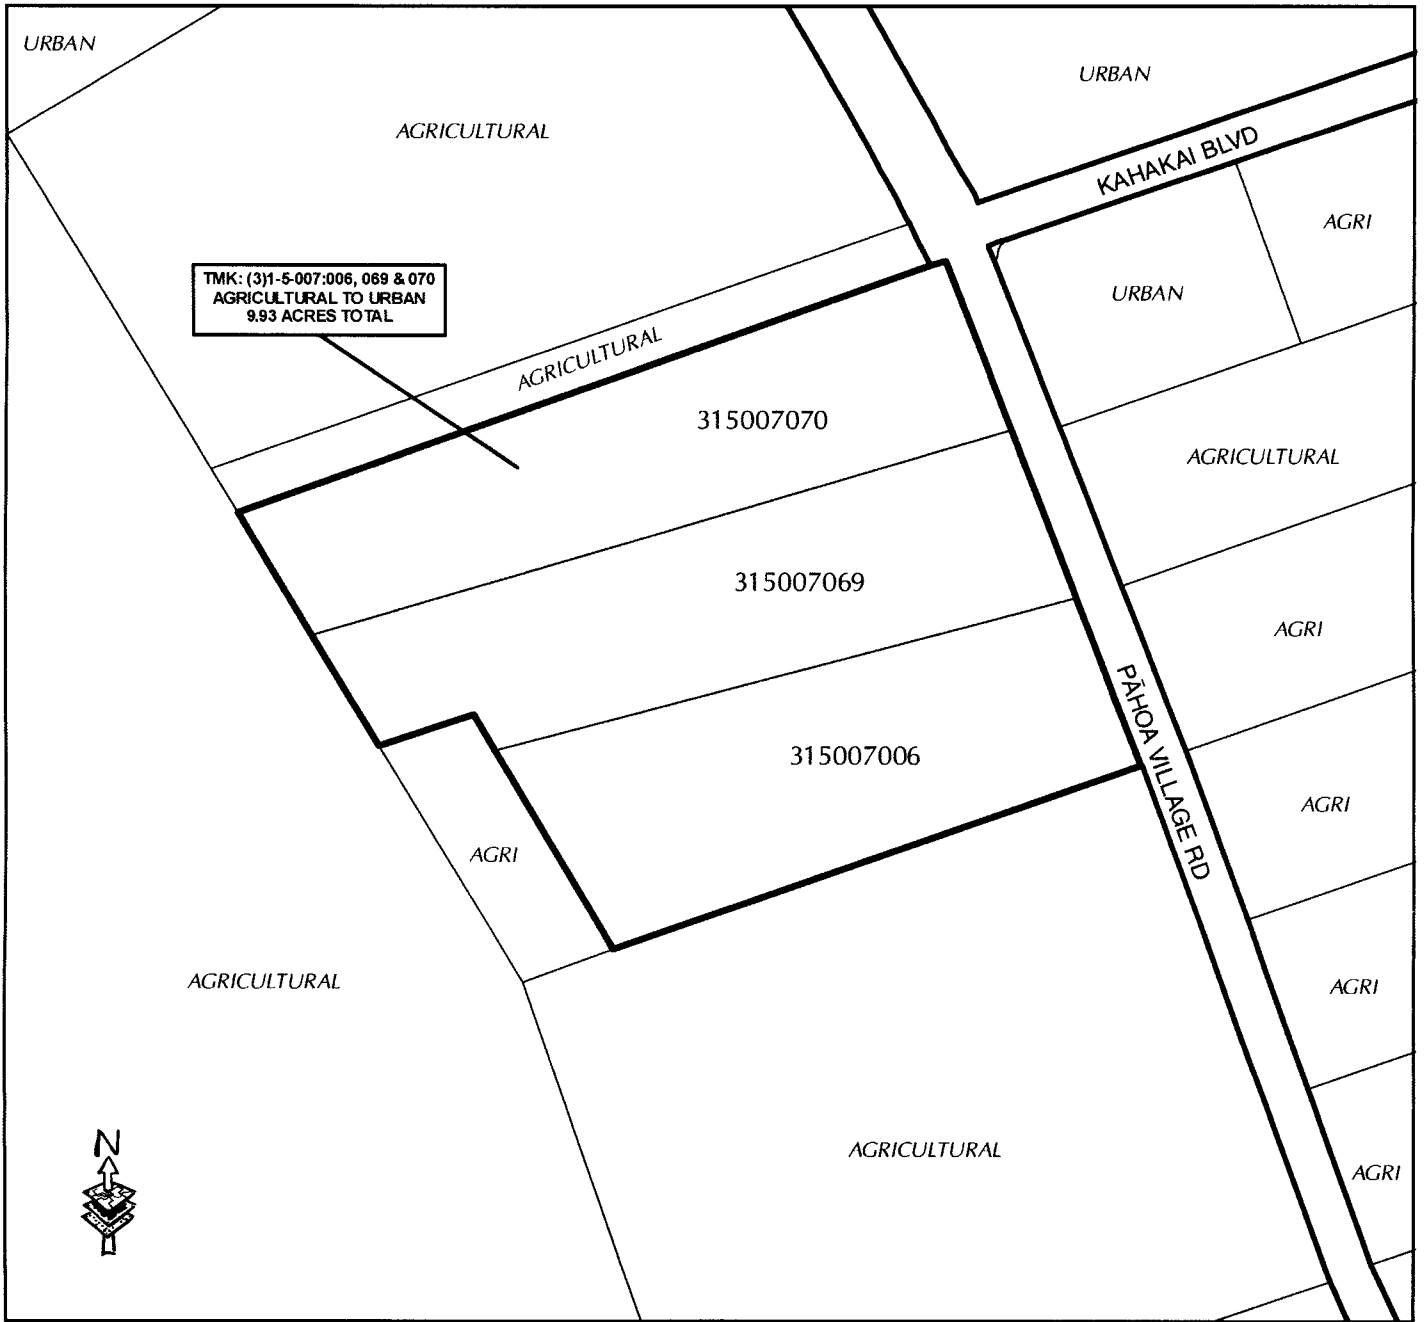 URBAN
URBAN
AGRICULTURAL
KAHAKAI BLVD
AGRI
TMK: (3)1-5-007:006, 069 & 070
AGRICULTURAL TO URBAN
9.93 ACRES TOTAL
URBAN
AGRICULTURAL
315007070
AGRICULTURAL
315007069
AGRI
PĀHOA VILLAGE RD
315007006
AGRI
AGRI
AGRICULTURAL
AGRI
N
AGRICULTURAL
AGRI